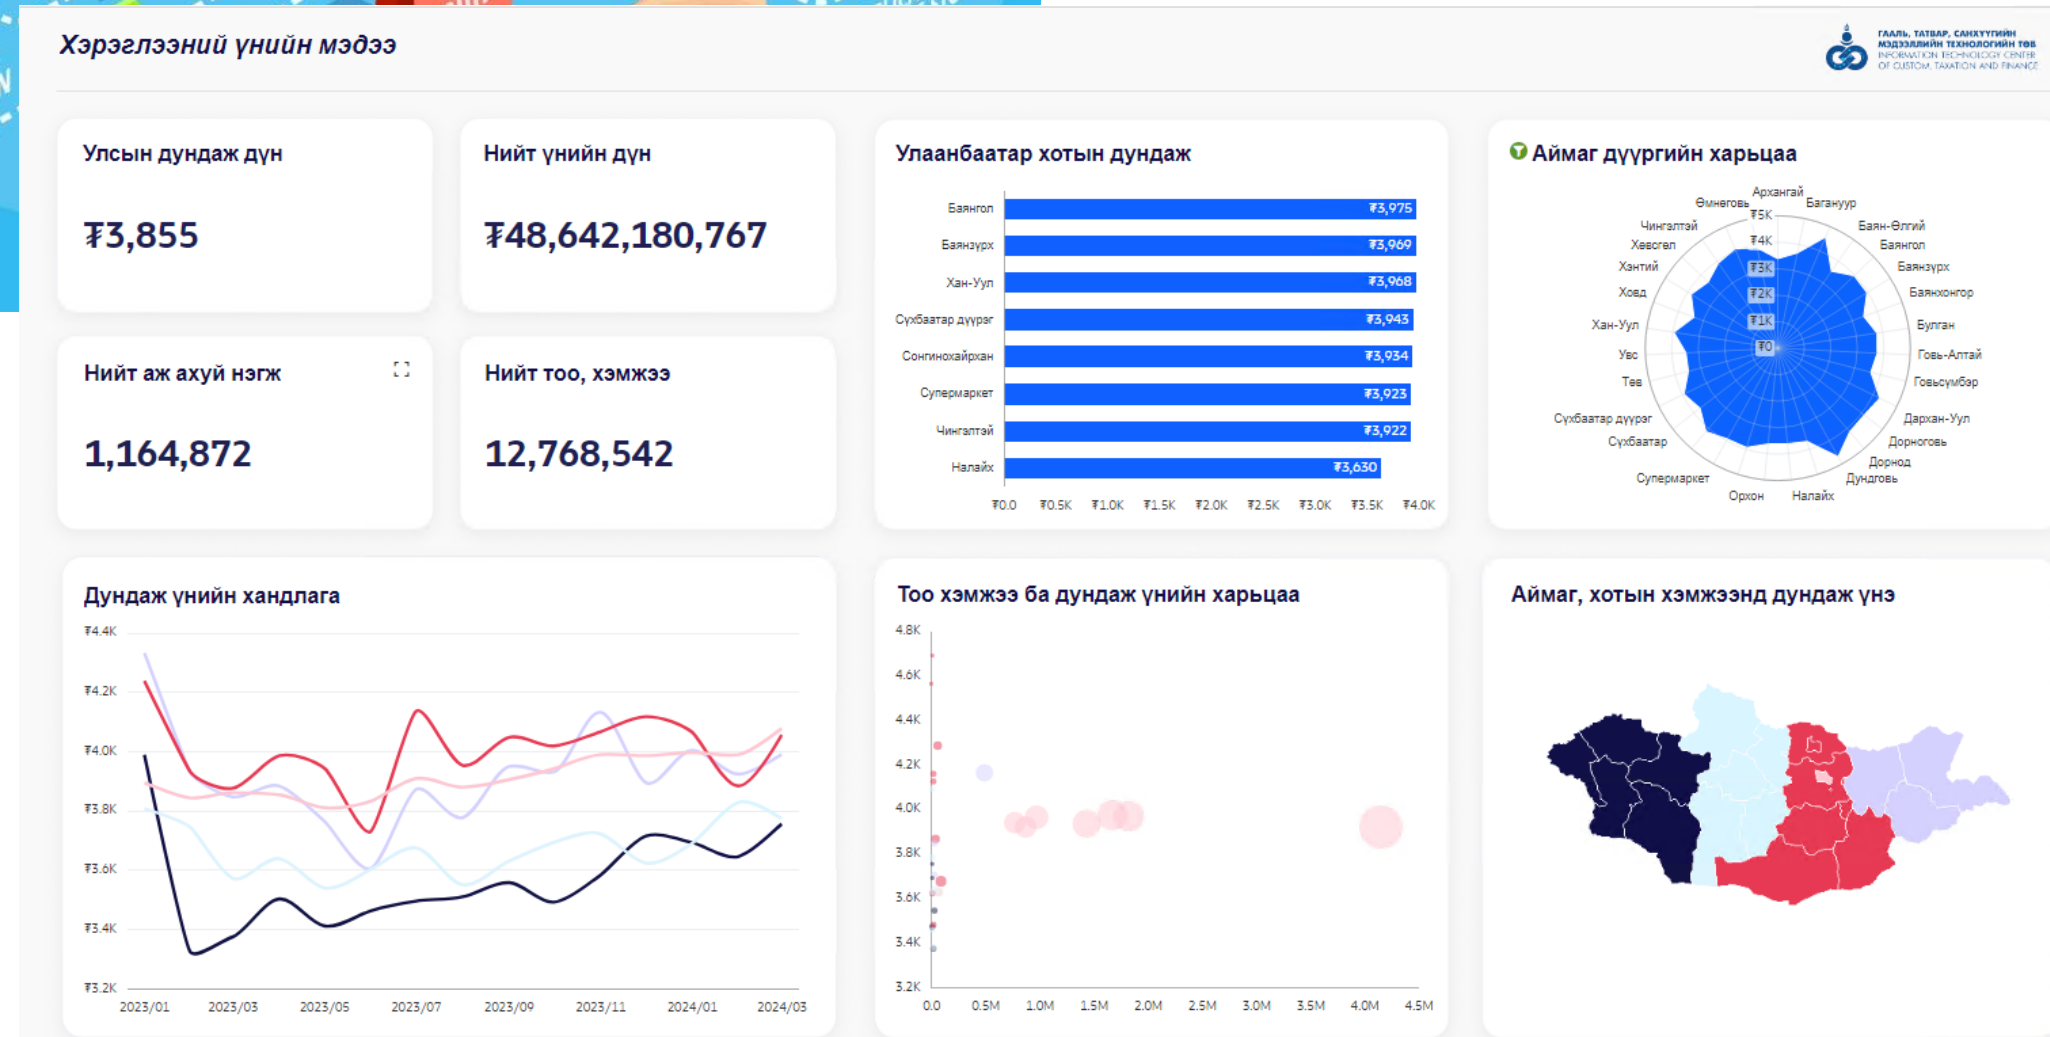 Хэрэглээний үнийн мэдээ
ГААЛЬ, ТАТВАР, САНХҮҮГИЙН
МЭДЭЭЛЛИЙН ТЕХНОЛОГИЙН ТӨВ
INFORMATION TECHNOLOGY CENTER
OF CUSTOM, TAXATION AND FINANCE
Улсын дундаж дүн
₮3,855
Нийт үнийн дүн
₮48,642,180,767
Нийт аж ахуй нэгж
1,164,872
Нийт тоо, хэмжээ
12,768,542
Улаанбаатар хотын дундаж
Баянгол ₮3,975
Баянзүрх ₮3,969
Хан-Уул ₮3,968
Сүхбаатар дүүрэг ₮3,943
Сонгинохайрхан ₮3,934
Супермаркет ₮3,923
Чингэлтэй ₮3,922
Налайх ₮3,630
₮0.0 ₮0.5K ₮1.0K ₮1.5K ₮2.0K ₮2.5K ₮3.0K ₮3.5K ₮4.0K
Аймаг дүүргийн харьцаа
Архангай
Багануур
Баян-Өлгий
Баянгол
Баянзүрх
Баянхонгор
Булган
Говь-Алтай
Говьсүмбэр
Дархан-Уул
Дорноговь
Дорнод
Дундговь
Налайх
Орхон
Супермаркет
Сүхбаатар
Сүхбаатар дүүрэг
Төв
Увс
Хан-Уул
Ховд
Хэнтий
Хөвсгөл
Чингэлтэй
Өмнөговь
₮5K
₮4K
₮3K
₮2K
₮1K
₮0
Дундаж үнийн хандлага
₮4.4K
₮4.2K
₮4.0K
₮3.8K
₮3.6K
₮3.4K
₮3.2K
2023/01 2023/03 2023/05 2023/07 2023/09 2023/11 2024/01 2024/03
Тоо хэмжээ ба дундаж үнийн харьцаа
4.8K
4.6K
4.4K
4.2K
4.0K
3.8K
3.6K
3.4K
3.2K
0.0 0.5M 1.0M 1.5M 2.0M 2.5M 3.0M 3.5M 4.0M 4.5M
Аймаг, хотын хэмжээнд дундаж үнэ